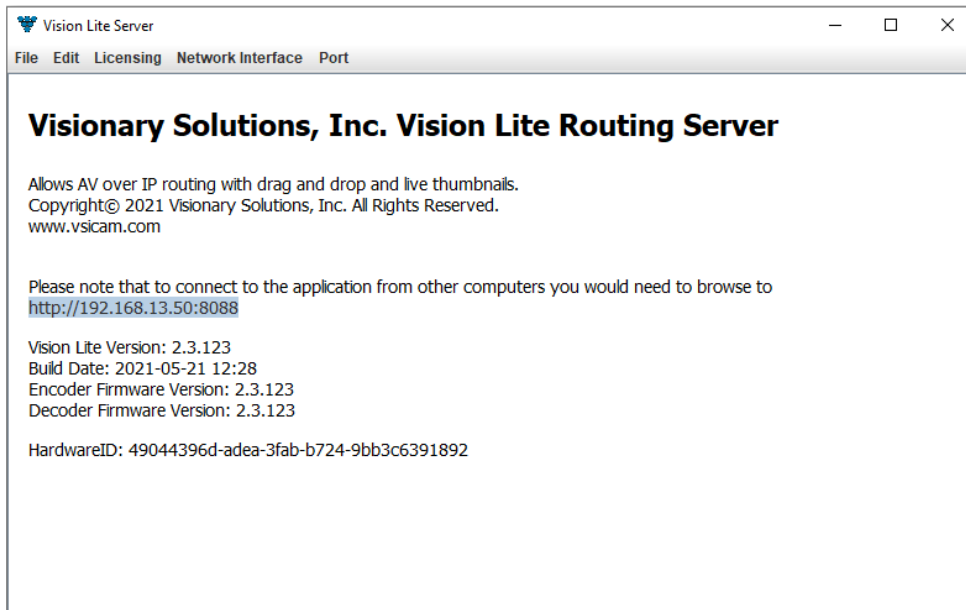 Vision Lite Server
File Edit Licensing Network Interface Port
Visionary Solutions, Inc. Vision Lite Routing Server
Allows AV over IP routing with drag and drop and live thumbnails.
Copyright© 2021 Visionary Solutions, Inc. All Rights Reserved.
www.vsicam.com
Please note that to connect to the application from other computers you would need to browse to
http://192.168.13.50:8088
Vision Lite Version: 2.3.123
Build Date: 2021-05-21 12:28
Encoder Firmware Version: 2.3.123
Decoder Firmware Version: 2.3.123
HardwareID: 49044396d-adea-3fab-b724-9bb3c6391892